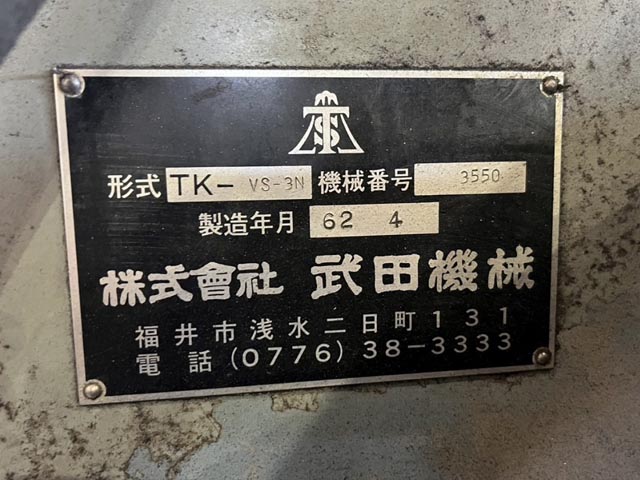 形式 TK- VS-3N 機械番号 3550
製造年月 62 4
株式會社 武田機械
福井市浅水二日町131
電話(0776)38-3333